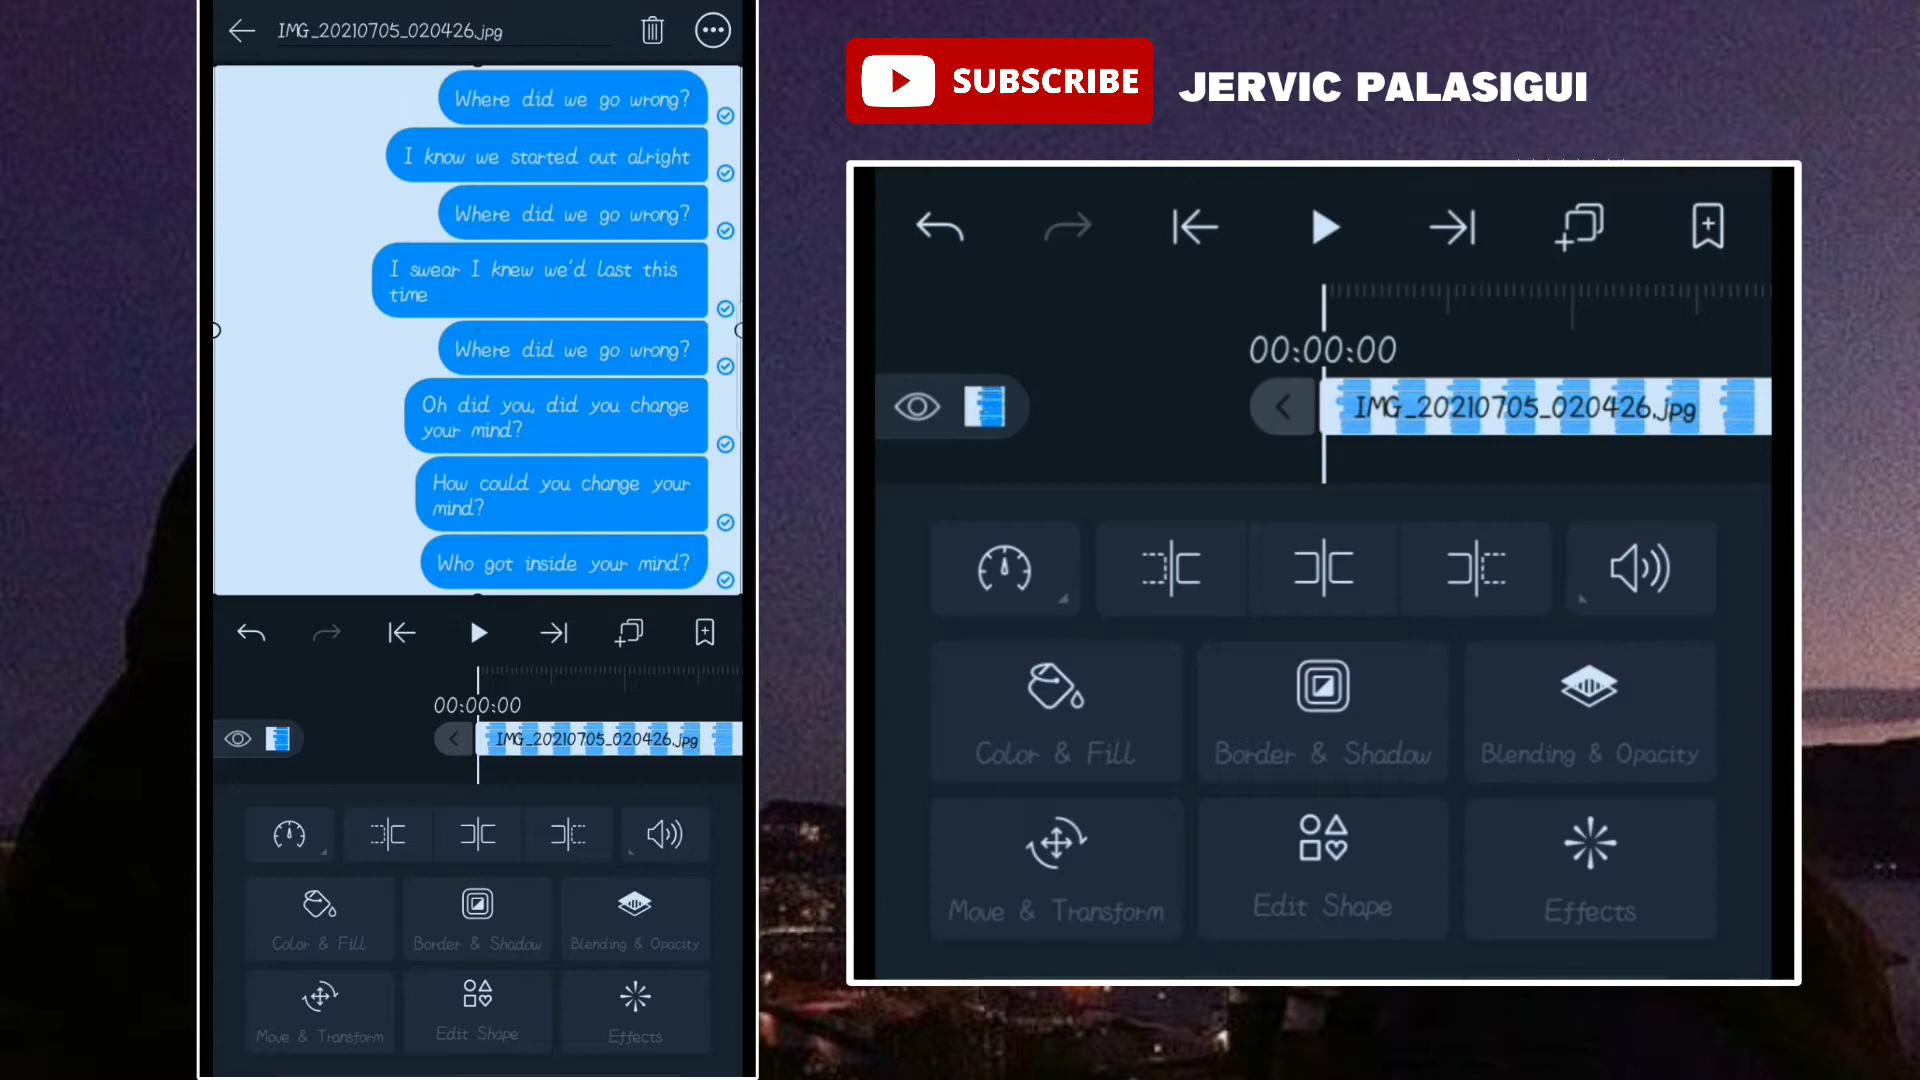 IMG_20210705_020426.jpg
Where did we go wrong?
I know we started out alright
Where did we go wrong?
I swear I knew we'd last this
time
Where did we go wrong?
Oh did you, did you change
your mind?
How could you change your
mind?
Who got inside your mind?
00:00:00
IMG_20210705_020426.jpg
Color & Fill
Border & Shadow
Blending & Opacity
Move & Transform
Edit Shape
Effects
SUBSCRIBE
JERVIC PALASIGUI
00:00:00
IMG_20210705_020426.jpg
Color & Fill
Border & Shadow
Blending & Opacity
Move & Transform
Edit Shape
Effects